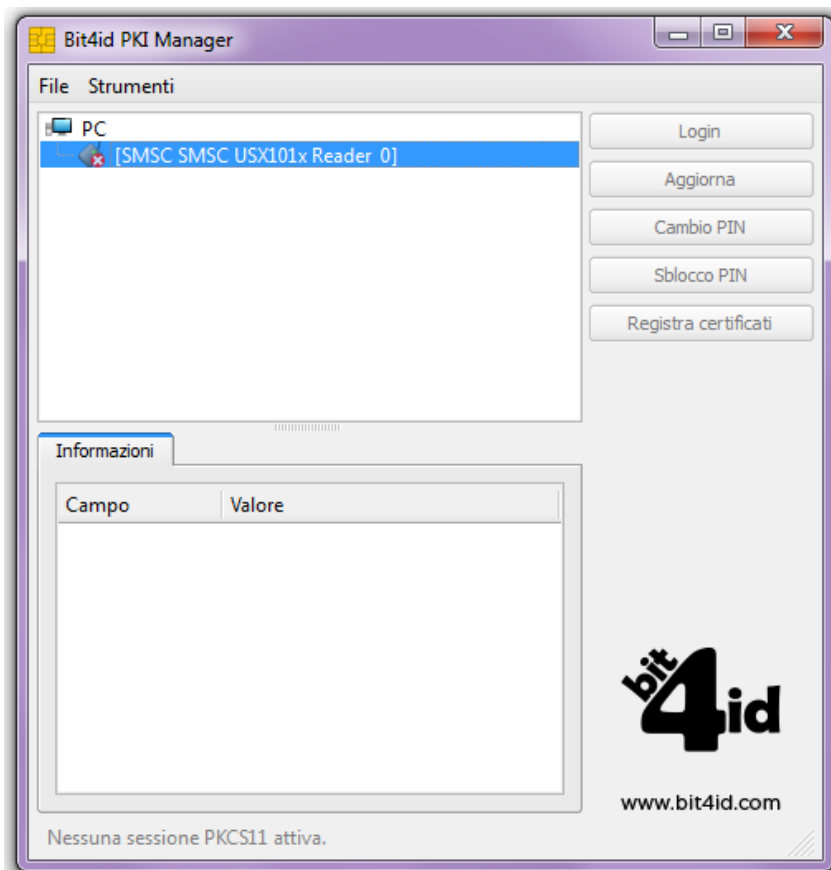 Bit4id PKI Manager
File Strumenti
PC
[SMSC SMSC USX101x Reader 0]
Login
Aggiorna
Cambio PIN
Sblocco PIN
Registra certificati
Informazioni
Campo Valore
bit4id
www.bit4id.com
Nessuna sessione PKCS11 attiva.